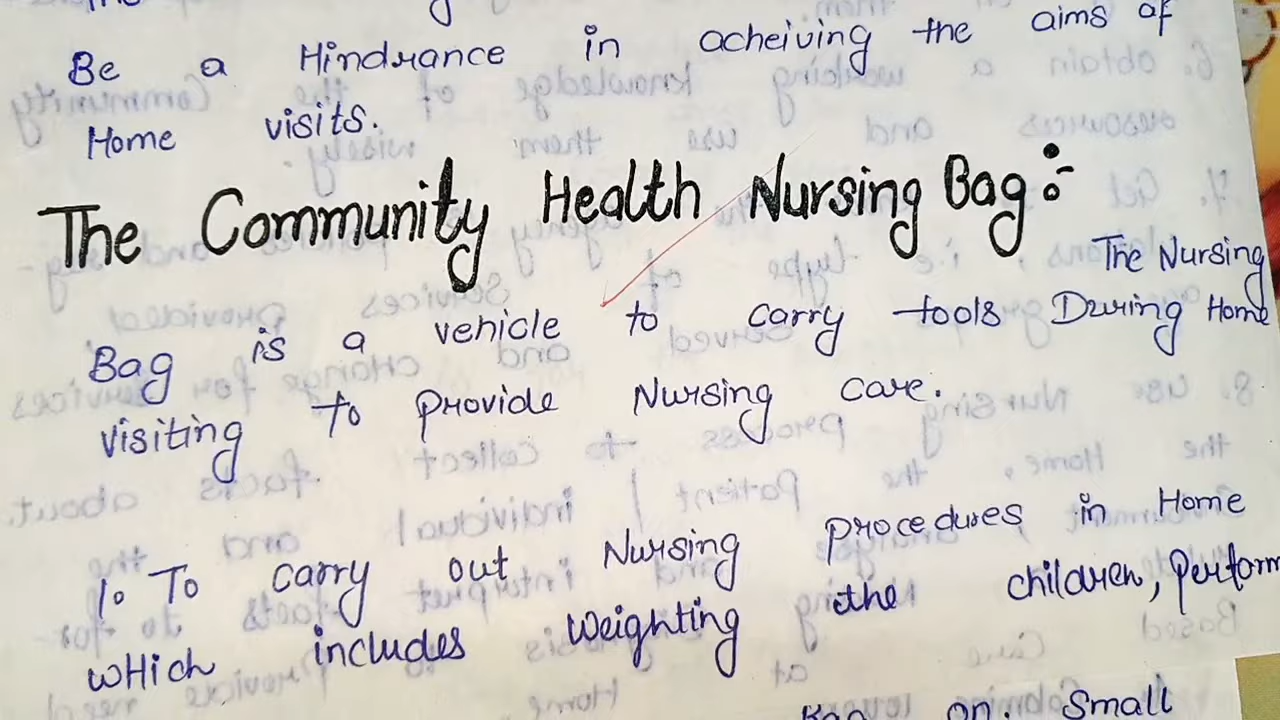 Be a Hindrance in acheiving the aims of
Home visits.
The Community Health Nursing Bag:-
The Nursing
Bag is a vehicle to carry tools During Home
visiting To provide Nursing care.
1. To carry out Nursing procedures in Home
which includes weighting the children, perform
Bag on. Small